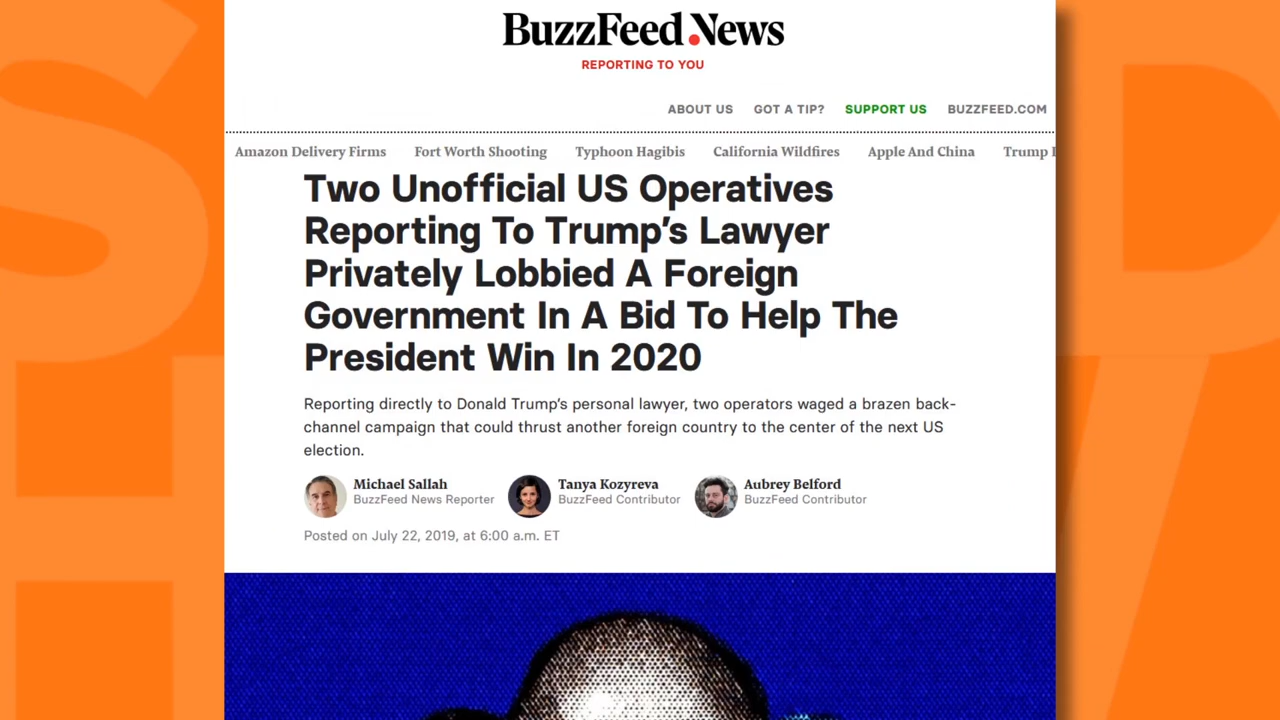 BuzzFeed News
REPORTING TO YOU
ABOUT US GOT A TIP? SUPPORT US BUZZFEED.COM
Amazon Delivery Firms Fort Worth Shooting Typhoon Hagibis California Wildfires Apple And China Trump
Two Unofficial US Operatives
Reporting To Trump’s Lawyer
Privately Lobbied A Foreign
Government In A Bid To Help The
President Win In 2020
Reporting directly to Donald Trump’s personal lawyer, two operators waged a brazen back-
channel campaign that could thrust another foreign country to the center of the next US
election.
Michael Sallah
BuzzFeed News Reporter
Tanya Kozyreva
BuzzFeed Contributor
Aubrey Belford
BuzzFeed Contributor
Posted on July 22, 2019, at 6:00 a.m. ET